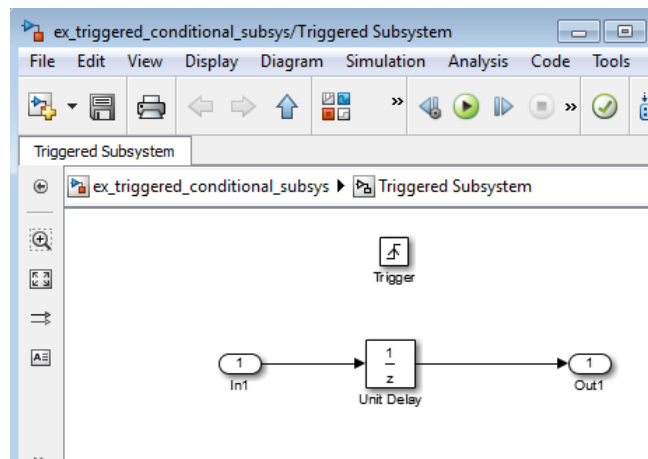 ex_triggered_conditional_subsys/Triggered Subsystem
File Edit View Display Diagram Simulation Analysis Code Tools
Triggered Subsystem
ex_triggered_conditional_subsys Triggered Subsystem
Trigger
1
In1
1
z
Unit Delay
1
Out1